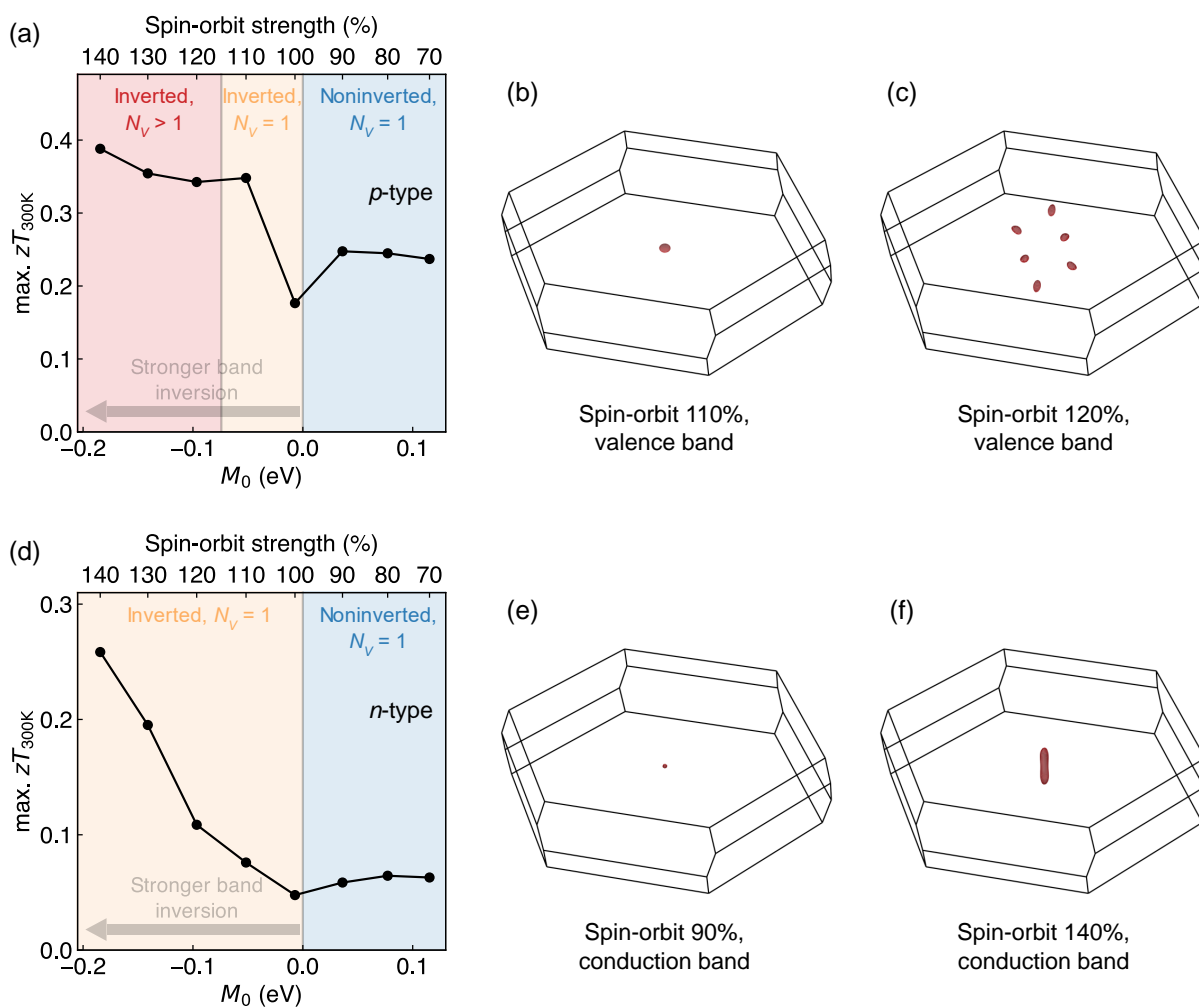 (a)
Spin-orbit strength (%)
140 130 120 110 100 90 80 70
Inverted,
N_V > 1
Inverted,
N_V = 1
Noninverted,
N_V = 1
p-type
Stronger band
inversion
max. zT_300K
0.4
0.3
0.2
0.1
0.0
−0.2 −0.1 0.0 0.1
M_0 (eV)
(b)
Spin-orbit 110%,
valence band
(c)
Spin-orbit 120%,
valence band
(d)
Spin-orbit strength (%)
140 130 120 110 100 90 80 70
Inverted, N_V = 1
Noninverted,
N_V = 1
n-type
Stronger band
inversion
max. zT_300K
0.3
0.2
0.1
0.0
−0.2 −0.1 0.0 0.1
M_0 (eV)
(e)
Spin-orbit 90%,
conduction band
(f)
Spin-orbit 140%,
conduction band